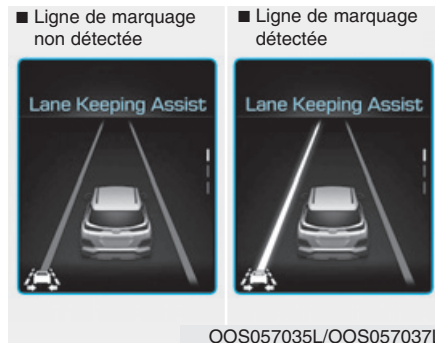 ■ Ligne de marquage
non détectée
■ Ligne de marquage
détectée
Lane Keeping Assist
Lane Keeping Assist
OOS057035L/OOS057037L